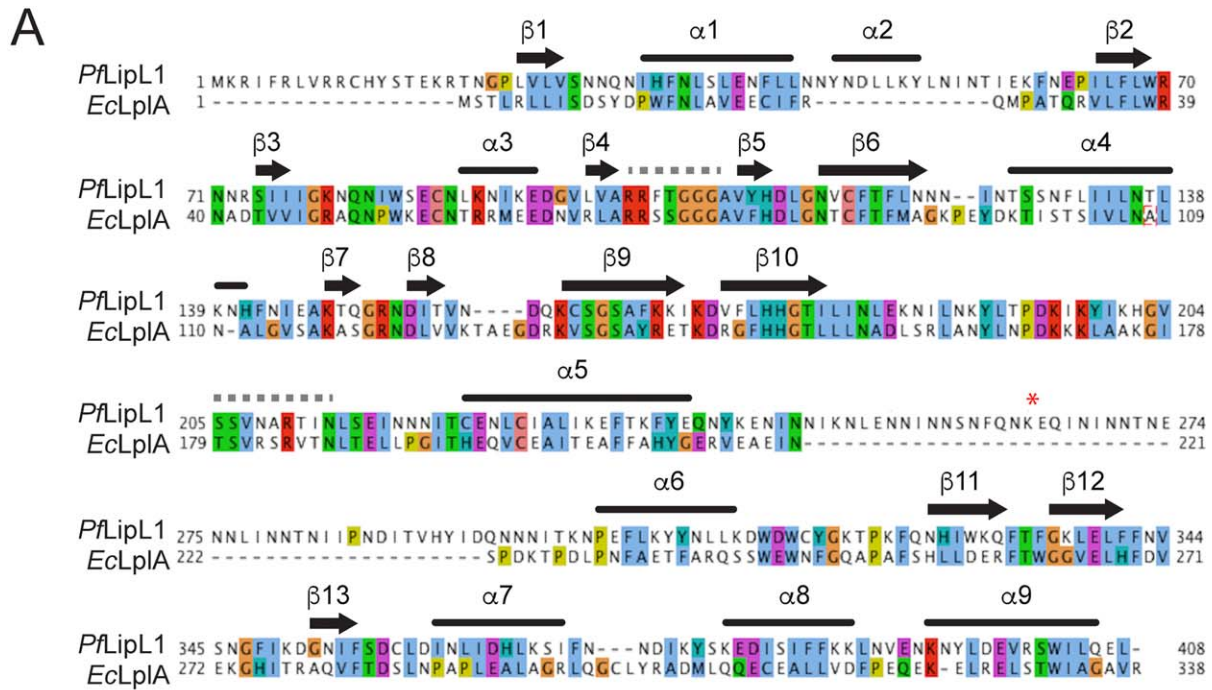 A
β1 α1 α2 β2
PfLipL1 1 MKRIFRLVRRCHYSTEKRTNGPLVLVSNNQNIHFNLSLENFLLNNYNDLLKYLNINTIEKFNEPILFLWR 70
EcLplA 1 ------------------MSTLRLLISDSYDPWFNLAVEECIFR-------------QMPATQRVLFLWR 39
β3 α3 β4 β5 β6 α4
PfLipL1 71 NNRSIIIGKNQNIWSECNLKNIKEDGVLVARRFTGGGAVYHDLGNVCFTFLNNN--INTSSNFLIILNTL 138
EcLplA 40 NADTVVIGRAQNPWKECNTRRMEEDNVRLARRSSGGGAVFHDLGNTCFTFMAGKPEYDKTISTSIVLNAL 109
β7 β8 β9 β10
PfLipL1 139 KNHFNIEAKTQGRNDITVN----DQKCSGSAFKKIKDVFLHHGTILINLEKNILNKYLTPDKIKYIKHGV 204
EcLplA 110 N-ALGVSAKASGRNDLVVKTAEGDRKVSGSAYRETKDRGFHHGTLLLNADLSRLANYLNPDKKKLAAKGI 178
α5 *
PfLipL1 205 SSVNARTINLSEINNNITCENLCIALIKEFTKFYEQNYKENINNIKNLENNINNSNFQNKEQININNTNE 274
EcLplA 179 TSVRSRVTNLTELLPGITHEQVCEAITEAFFAHYGERVEAEIN--------------------------- 221
α6 β11 β12
PfLipL1 275 NNLINNTNIIPNDITVHYIDQNNNITKNPEFLKYYNLLKDWDWCYGKTPKFQNHIWKQFTFGKLELFFNV 344
EcLplA 222 --------------------SPDKTPDLPNFAETFARQSSWEWNFGQAPAFSHLLDERFTWGGVELHFDV 271
β13 α7 α8 α9
PfLipL1 345 SNGFIKDGNIFSDCLDINLIDHLKSIFN---NDIKYSKEDISIFFKKLNVENKNYLDEVRSWILQEL- 408
EcLplA 272 EKGHITRAQVFTDSLNPAPLEALAGRLQGCLYRADMLQQECEALLVDFPEQEK-ELRELSTWLAGAVR 338